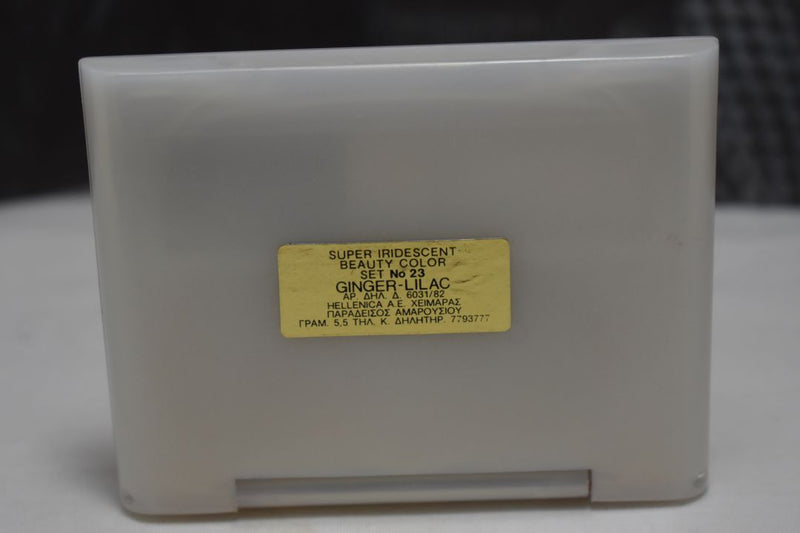 SUPER IRIDESCENT
BEAUTY COLOR
SET No 23
GINGER-LILAC
ΑΡ. ΔΗΛ. Δ. 6031/82
HELLENICA A.E. ΧΕΙΜΑΡΑΣ
ΠΑΡΑΔΕΙΣΟΣ ΑΜΑΡΟΥΣΙΟΥ
ΓΡΑΜ. 5,5 ΤΗΛ. Κ. ΔΗΛΗΤΗΡ. 7793777